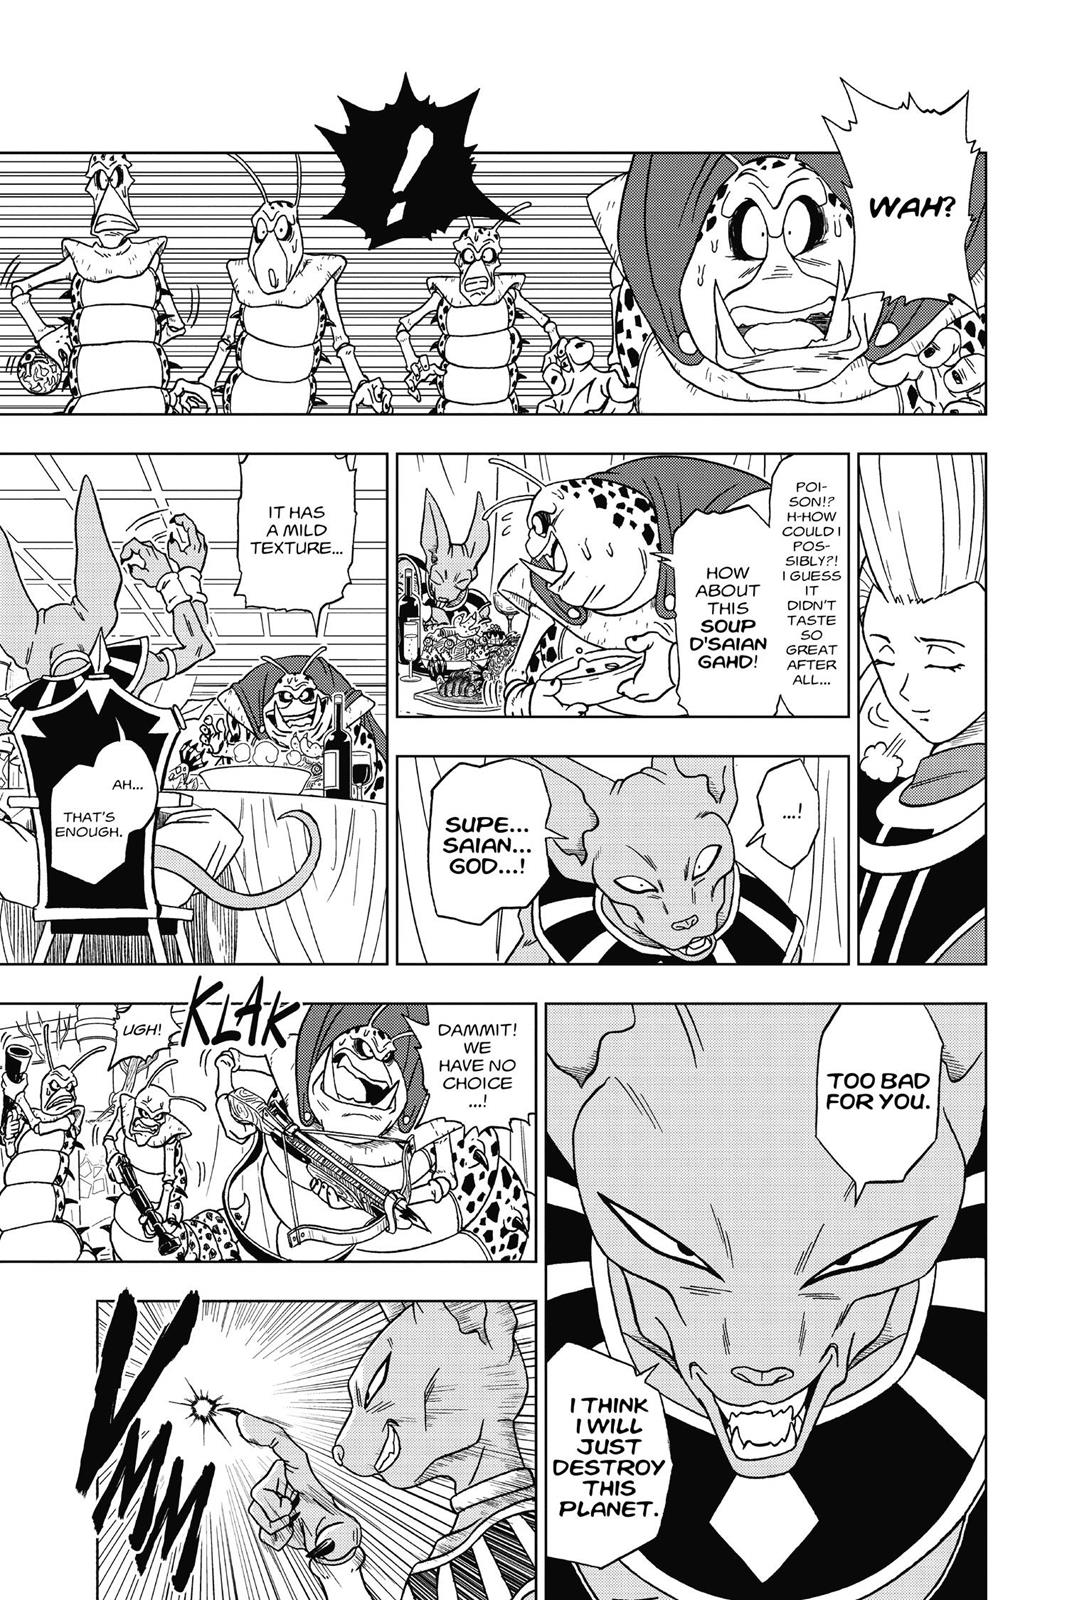 !
WAH?
POI-
SON!?
H-HOW
COULD I
POS-
SIBLY?!
I GUESS
IT
DIDN'T
TASTE
SO
GREAT
AFTER
ALL...
HOW
ABOUT
THIS
SOUP
D'SAIAN
GAHD!
IT HAS
A MILD
TEXTURE...
AH...
THAT'S
ENOUGH.
...!
SUPE...
SAIAN...
GOD...!
TOO BAD
FOR YOU.
I THINK
I WILL
JUST
DESTROY
THIS
PLANET.
DAMMIT!
WE
HAVE NO
CHOICE
...!
KLAK
UGH!
VMMM